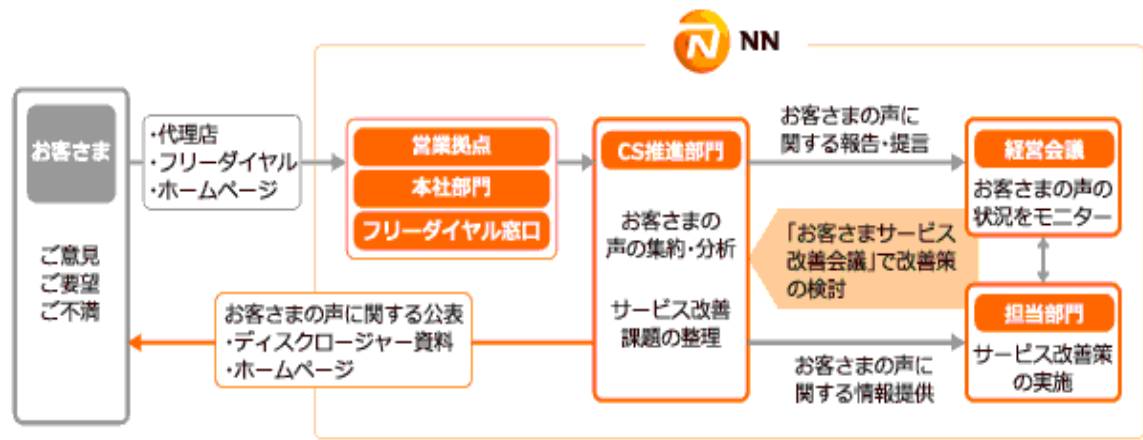 NN
お客さま
ご意見
ご要望
ご不満
・代理店
・フリーダイヤル
・ホームページ
営業拠点
本社部門
フリーダイヤル窓口
CS推進部門
お客さまの
声の集約・分析
サービス改善
課題の整理
お客さまの声に
関する報告・提言
経営会議
お客さまの声の
状況をモニター
「お客さまサービス
改善会議」で改善策
の検討
担当部門
サービス改善策
の実施
お客さまの声に
関する情報提供
お客さまの声に関する公表
・ディスクロージャー資料
・ホームページ